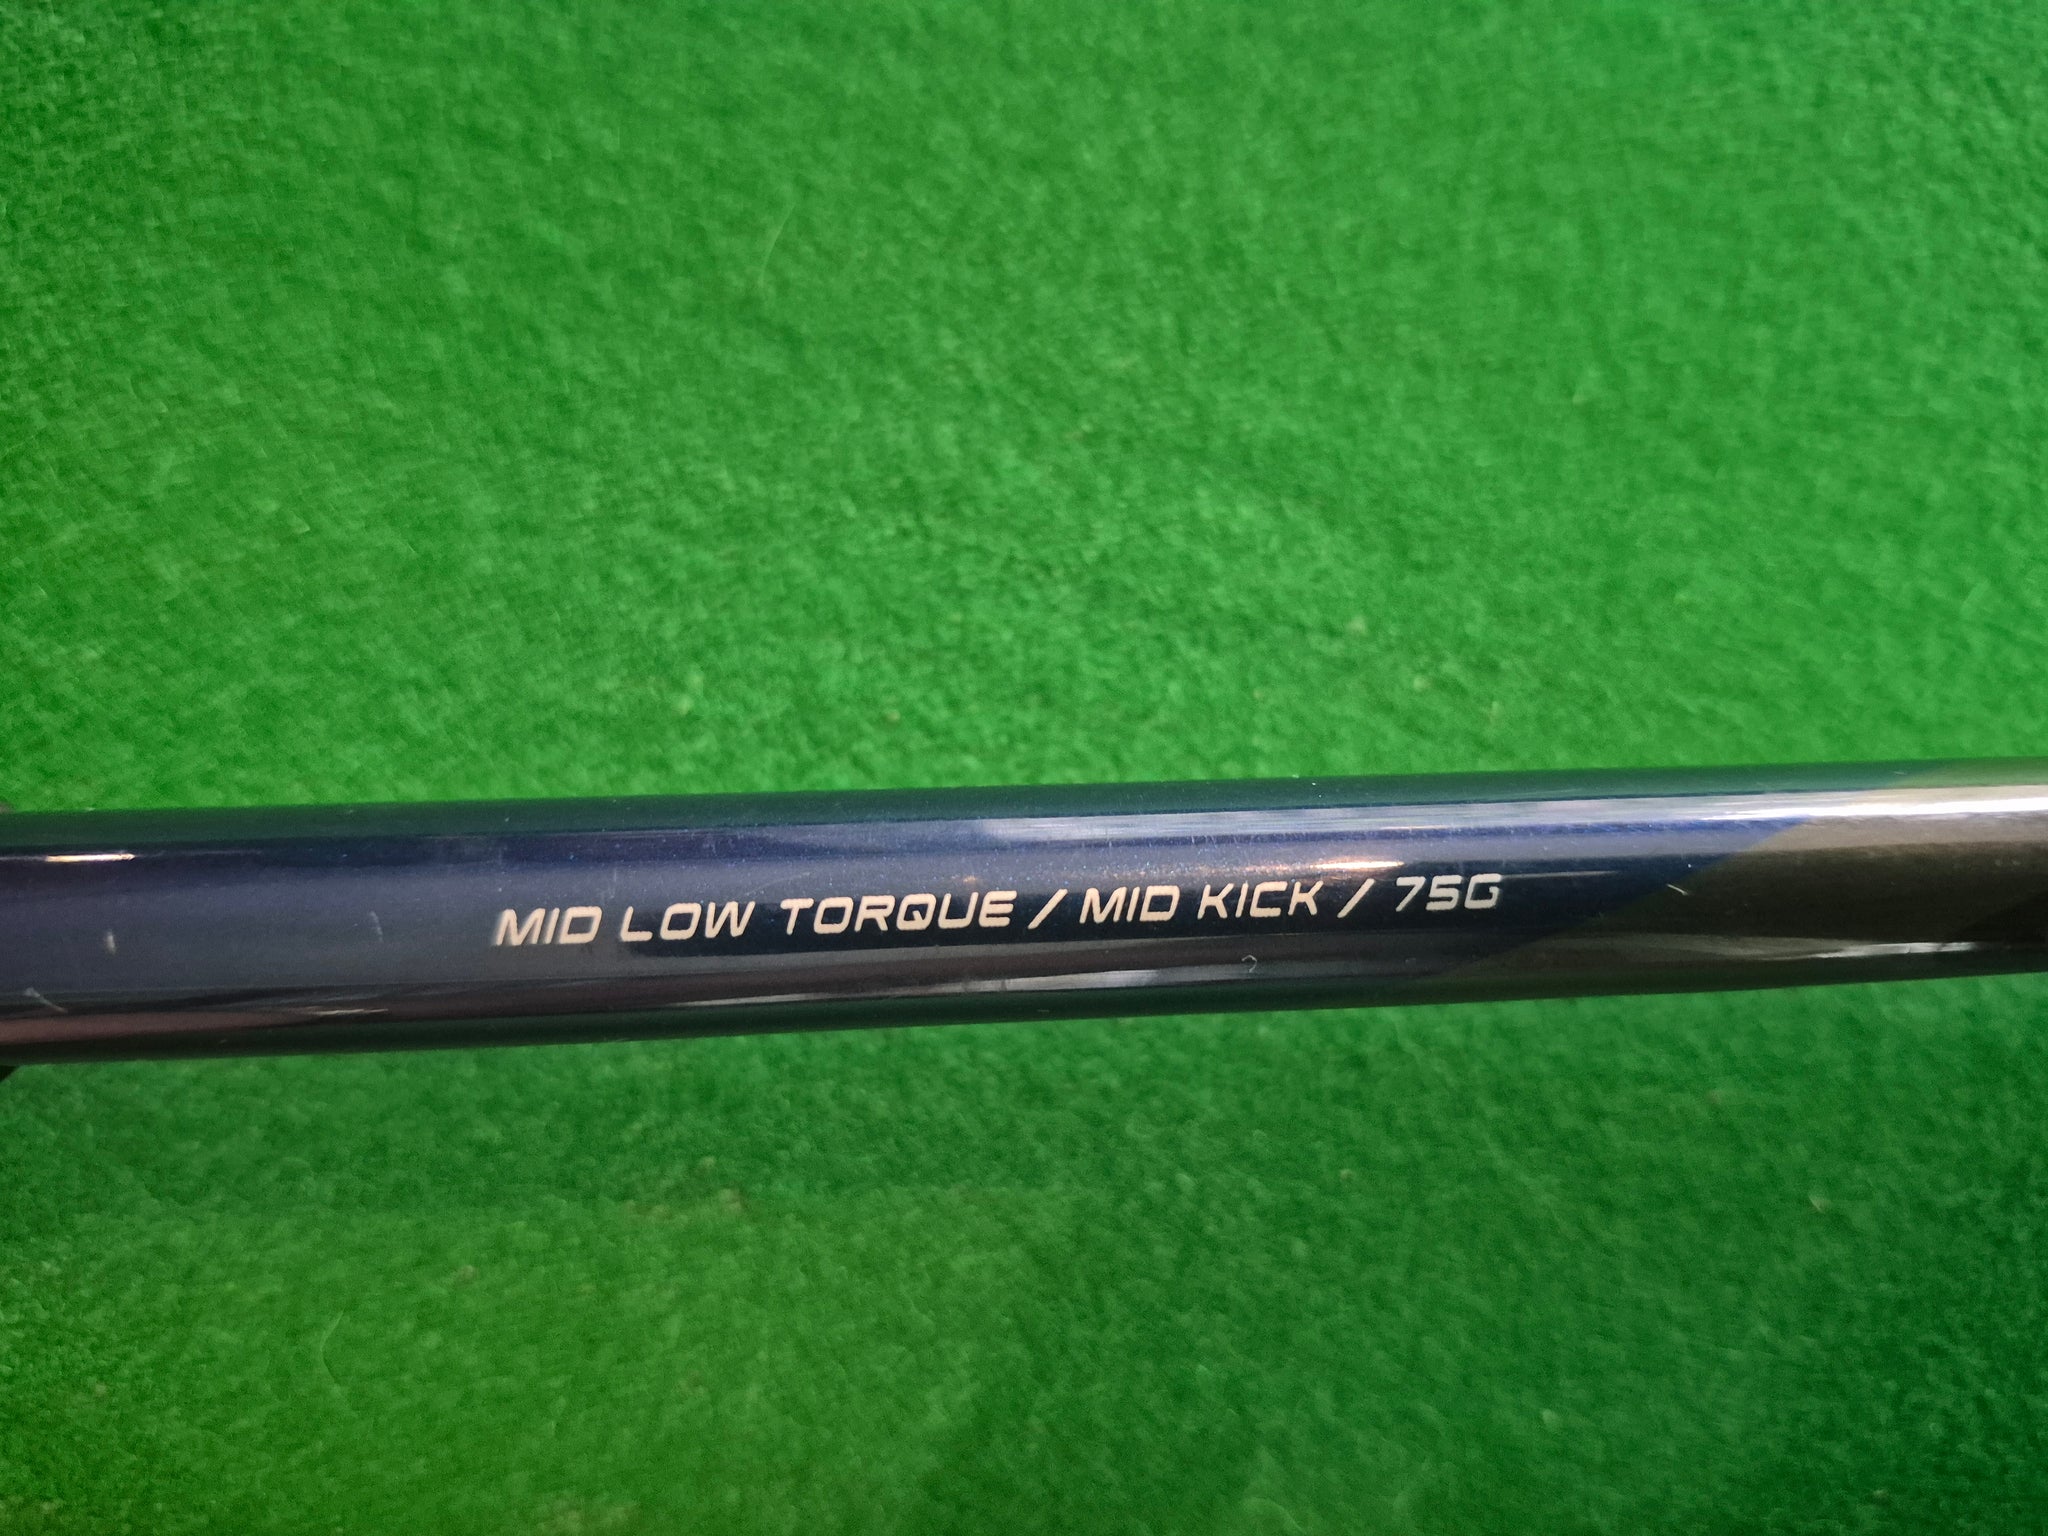 MID LOW TORQUE / MID KICK / 75G